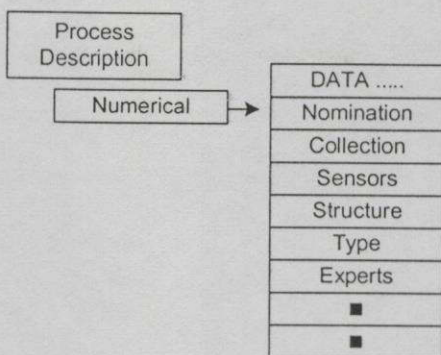 Process
Description
Numerical
DATA .....
Nomination
Collection
Sensors
Structure
Type
Experts
■
■